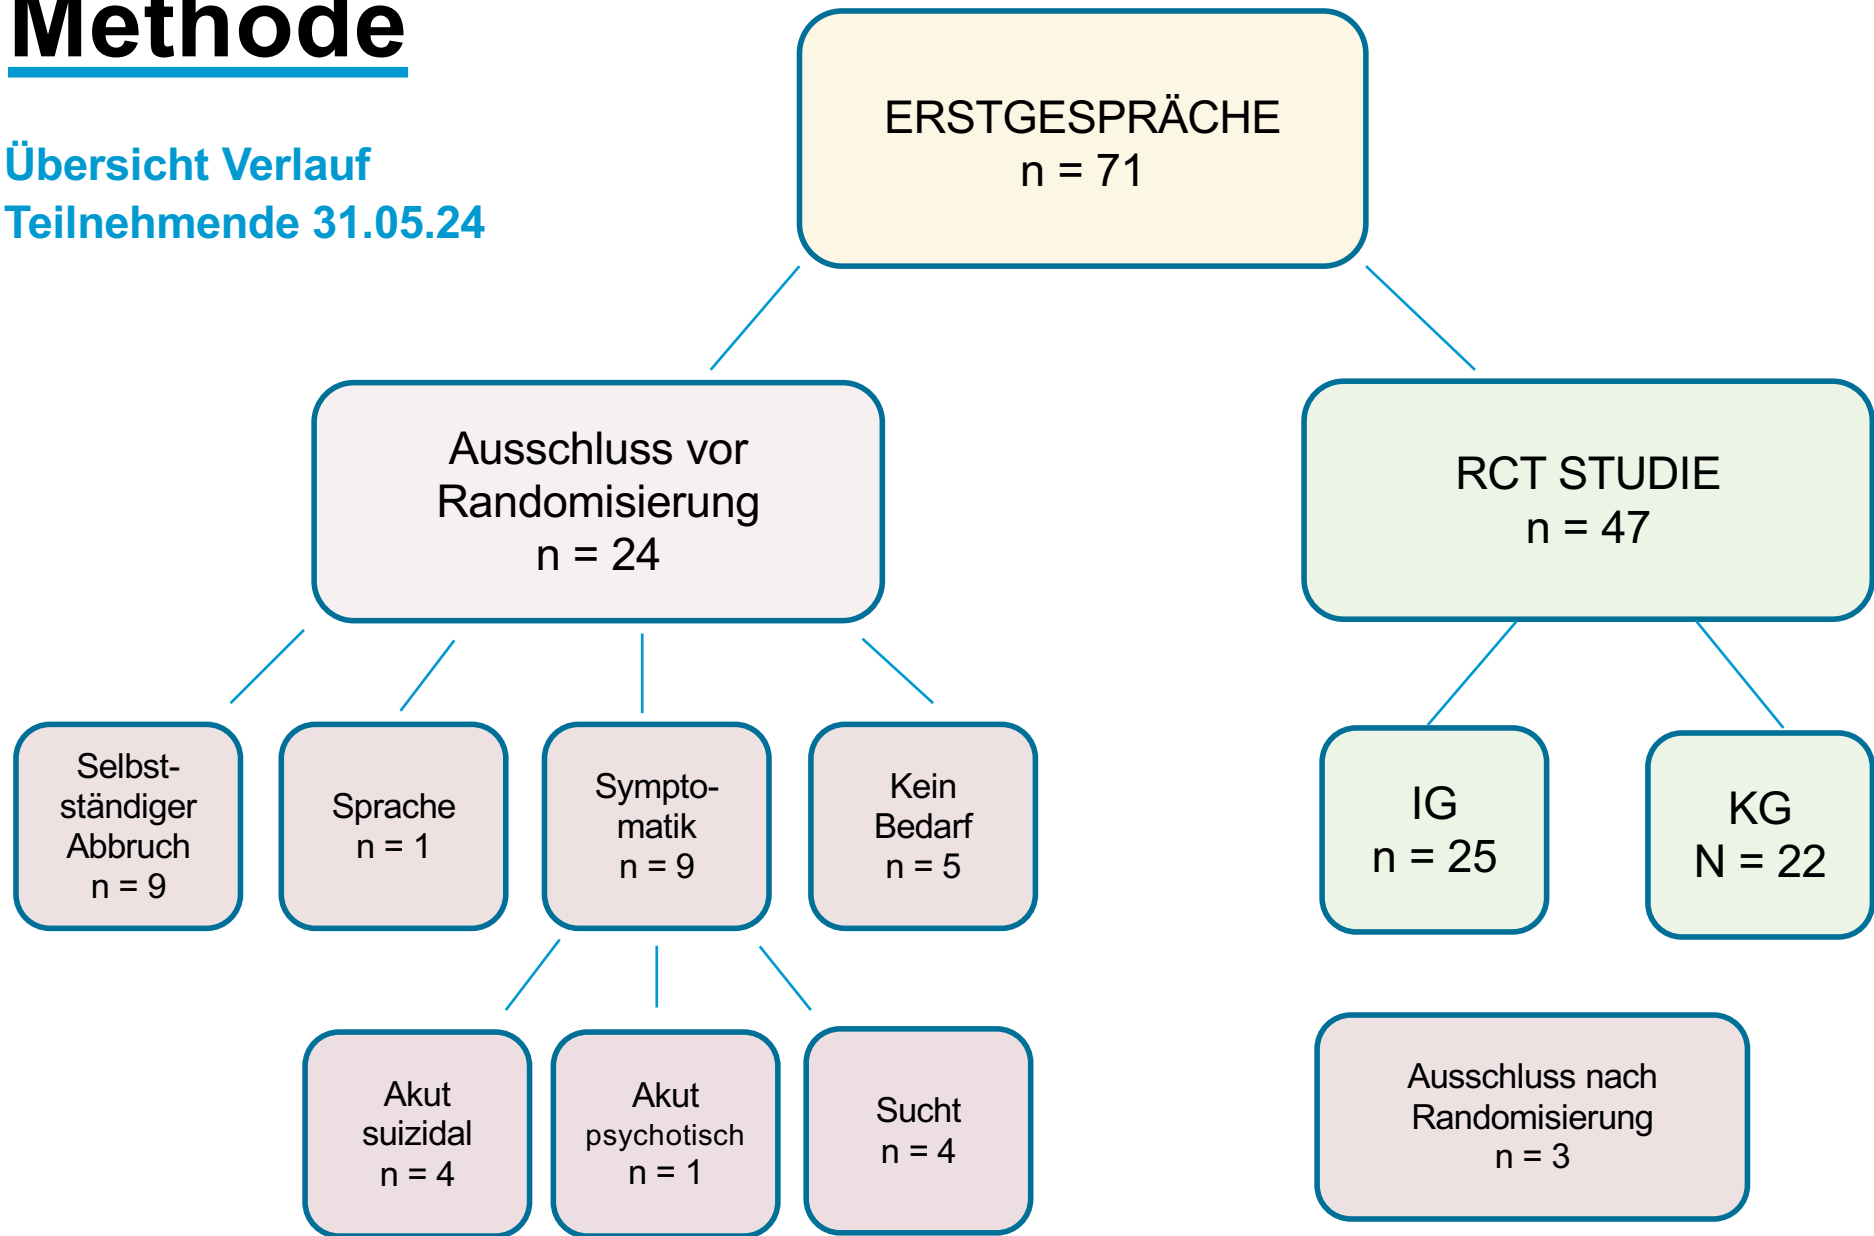 Methode
Übersicht Verlauf
Teilnehmende 31.05.24
ERSTGESPRÄCHE
n = 71
Ausschluss vor
Randomisierung
n = 24
RCT STUDIE
n = 47
Selbst-
ständiger
Abbruch
n = 9
Sprache
n = 1
Sympto-
matik
n = 9
Kein
Bedarf
n = 5
IG
n = 25
KG
N = 22
Akut
suizidal
n = 4
Akut
psychotisch
n = 1
Sucht
n = 4
Ausschluss nach
Randomisierung
n = 3